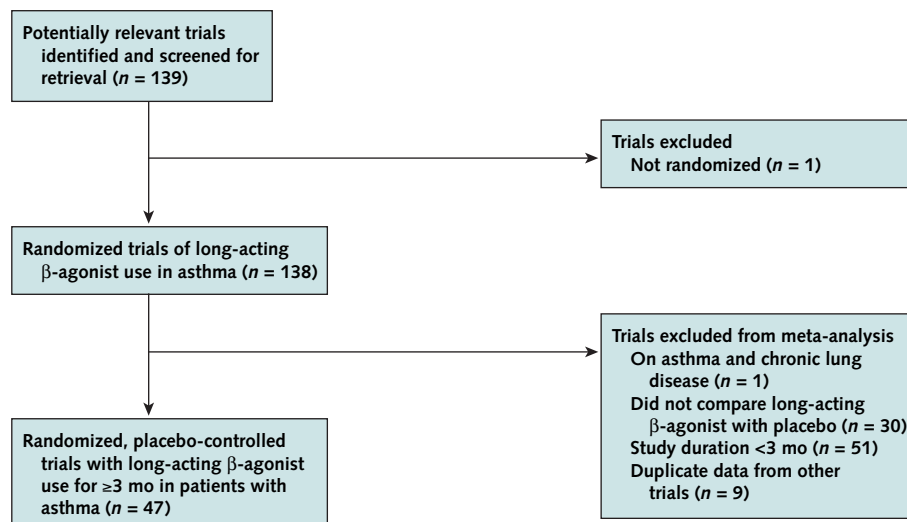 Potentially relevant trials
identified and screened for
retrieval (n = 139)
Trials excluded
Not randomized (n = 1)
Randomized trials of long-acting
β-agonist use in asthma (n = 138)
Trials excluded from meta-analysis
On asthma and chronic lung
disease (n = 1)
Did not compare long-acting
β-agonist with placebo (n = 30)
Study duration <3 mo (n = 51)
Duplicate data from other
trials (n = 9)
Randomized, placebo-controlled
trials with long-acting β-agonist
use for ≥3 mo in patients with
asthma (n = 47)